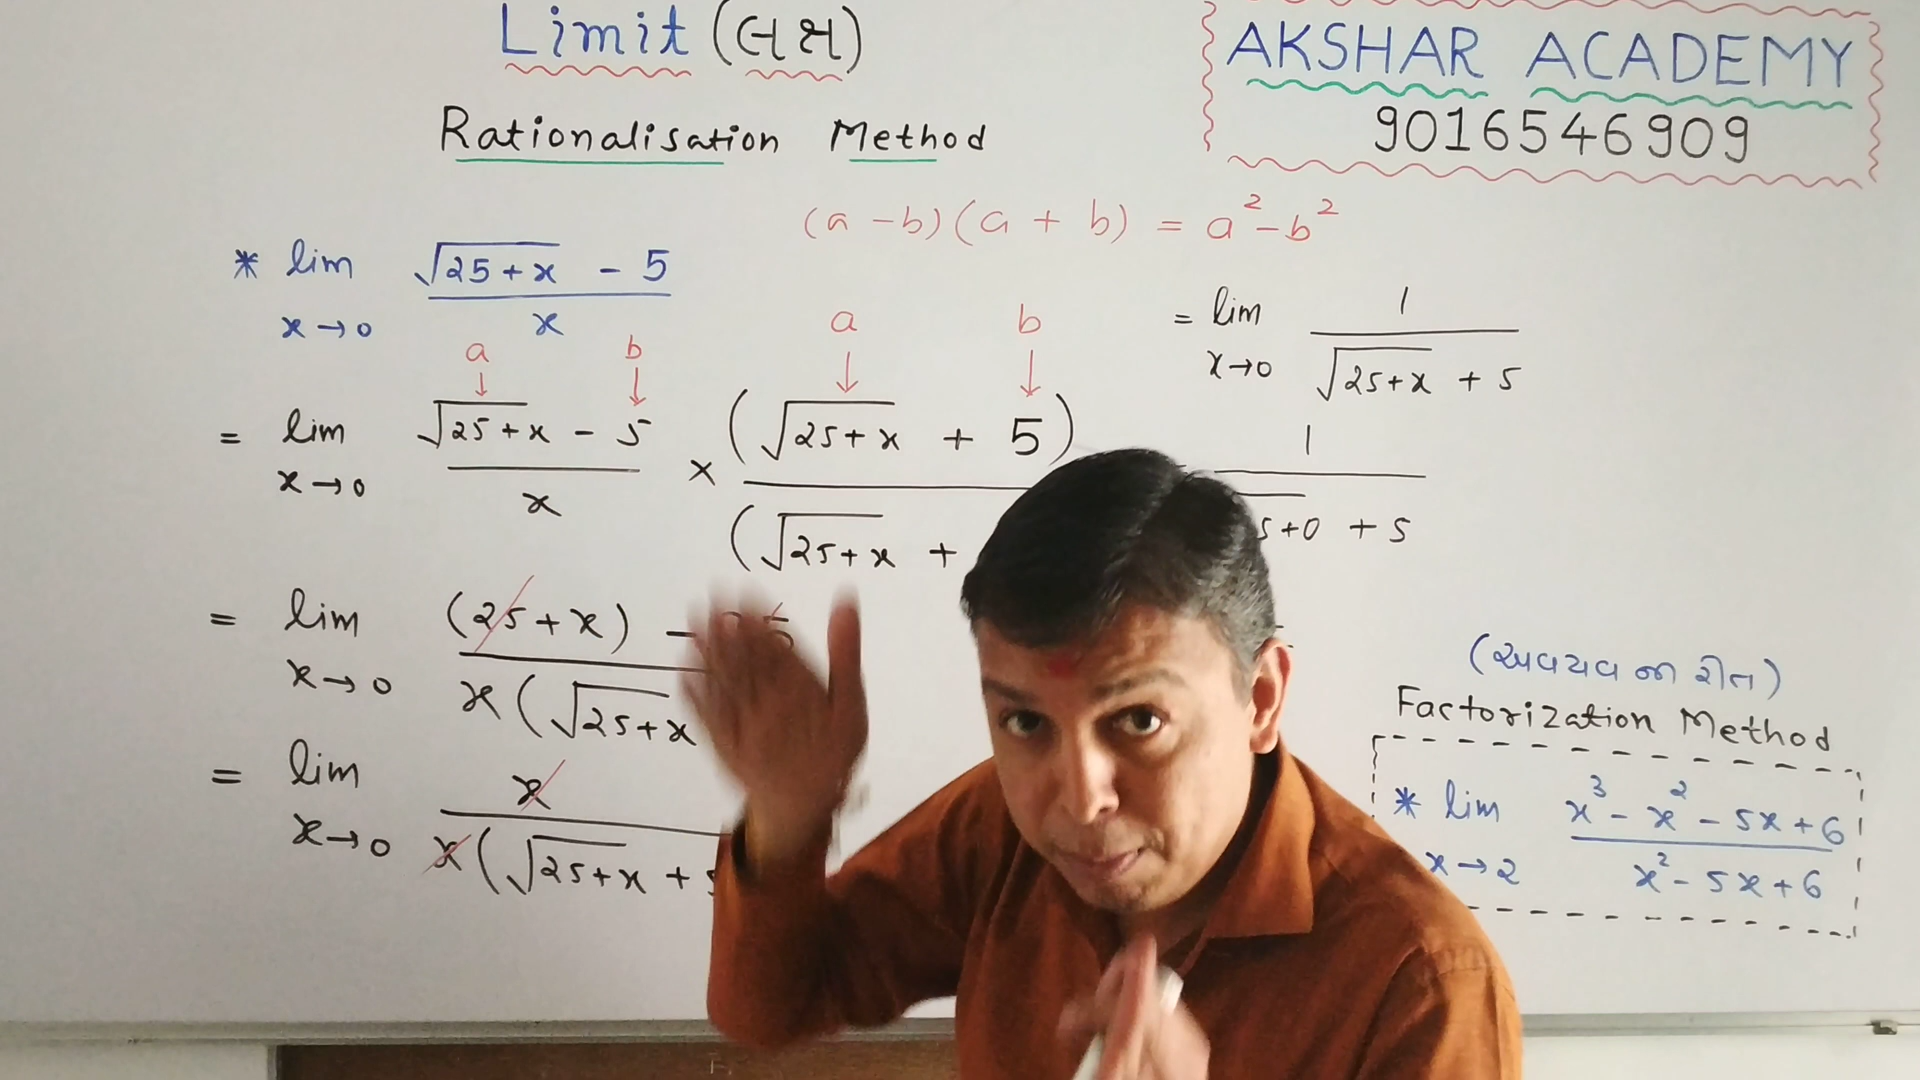 Limit (લક્ષ)
AKSHAR ACADEMY
9016546909
Rationalisation Method
(a - b)(a + b) = a² - b²
* lim x→0 (√(25+x) - 5) / x
a b a b
= lim x→0 (√(25+x) - 5) / x × (√(25+x) + 5) / (√(25+x) +
= lim x→0 (25+x) - / x(√(25+x)
= lim x→0 x / x(√(25+x) +
= lim x→0 1 / (√(25+x) + 5)
1 / 5+0 + 5
(અવયવ ની રીત)
Factorization Method
* lim x→2 (x³ - x² - 5x + 6) / (x² - 5x + 6)